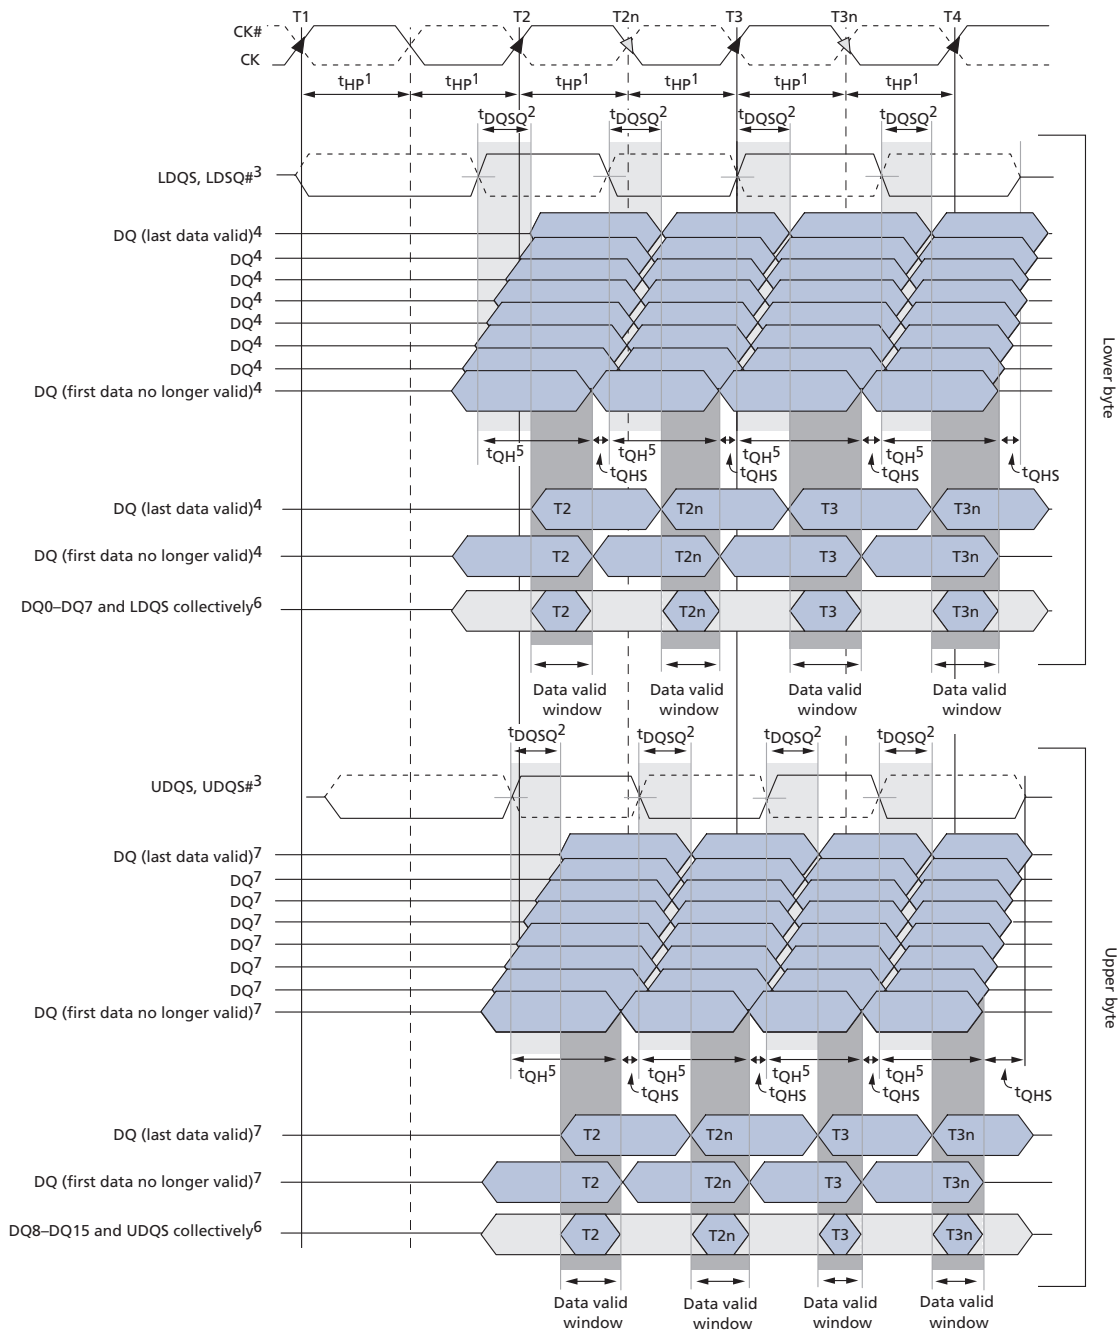 T1 T2 T2n T3 T3n T4
CK#
CK
tHP1 tHP1 tHP1 tHP1 tHP1 tHP1
tDQSQ2 tDQSQ2 tDQSQ2 tDQSQ2
LDQS, LDSQ#3
DQ (last data valid)4
DQ4
DQ4
DQ4
DQ4
DQ4
DQ4
DQ (first data no longer valid)4
Lower byte
tQH5 tQH5 tQH5 tQH5
tQHS tQHS tQHS tQHS
DQ (last data valid)4 T2 T2n T3 T3n
DQ (first data no longer valid)4 T2 T2n T3 T3n
DQ0–DQ7 and LDQS collectively6 T2 T2n T3 T3n
Data valid window Data valid window Data valid window Data valid window
tDQSQ2 tDQSQ2 tDQSQ2 tDQSQ2
UDQS, UDQS#3
DQ (last data valid)7
DQ7
DQ7
DQ7
DQ7
DQ7
DQ7
DQ (first data no longer valid)7
Upper byte
tQH5 tQH5 tQH5 tQH5
tQHS tQHS tQHS tQHS
DQ (last data valid)7 T2 T2n T3 T3n
DQ (first data no longer valid)7 T2 T2n T3 T3n
DQ8–DQ15 and UDQS collectively6 T2 T2n T3 T3n
Data valid window Data valid window Data valid window Data valid window